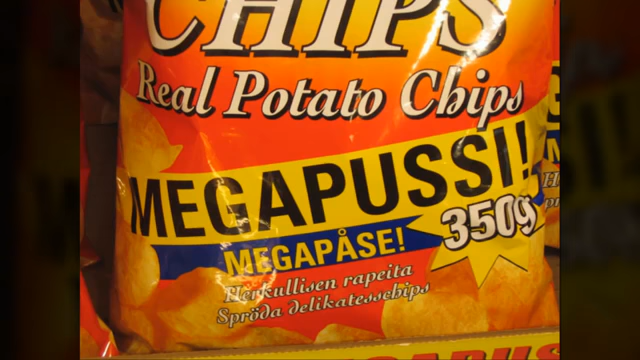 CHIPS
Real Potato Chips
MEGAPUSSI!
MEGAPÅSE!
350g
Herkullisen rapeita
Spröda delikatesschips